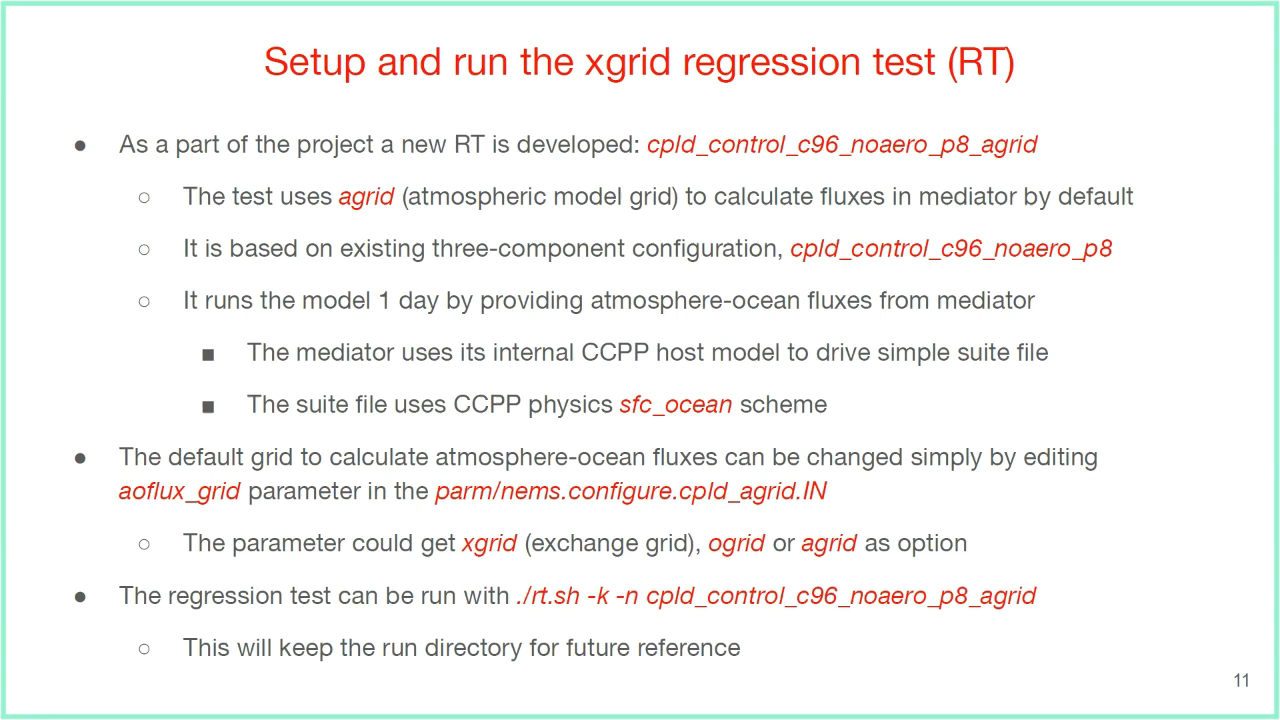 Setup and run the xgrid regression test (RT)
● As a part of the project a new RT is developed: cpld_control_c96_noaero_p8_agrid
○ The test uses agrid (atmospheric model grid) to calculate fluxes in mediator by default
○ It is based on existing three-component configuration, cpld_control_c96_noaero_p8
○ It runs the model 1 day by providing atmosphere-ocean fluxes from mediator
■ The mediator uses its internal CCPP host model to drive simple suite file
■ The suite file uses CCPP physics sfc_ocean scheme
● The default grid to calculate atmosphere-ocean fluxes can be changed simply by editing
aoflux_grid parameter in the parm/nems.configure.cpld_agrid.IN
○ The parameter could get xgrid (exchange grid), ogrid or agrid as option
● The regression test can be run with ./rt.sh -k -n cpld_control_c96_noaero_p8_agrid
○ This will keep the run directory for future reference
11